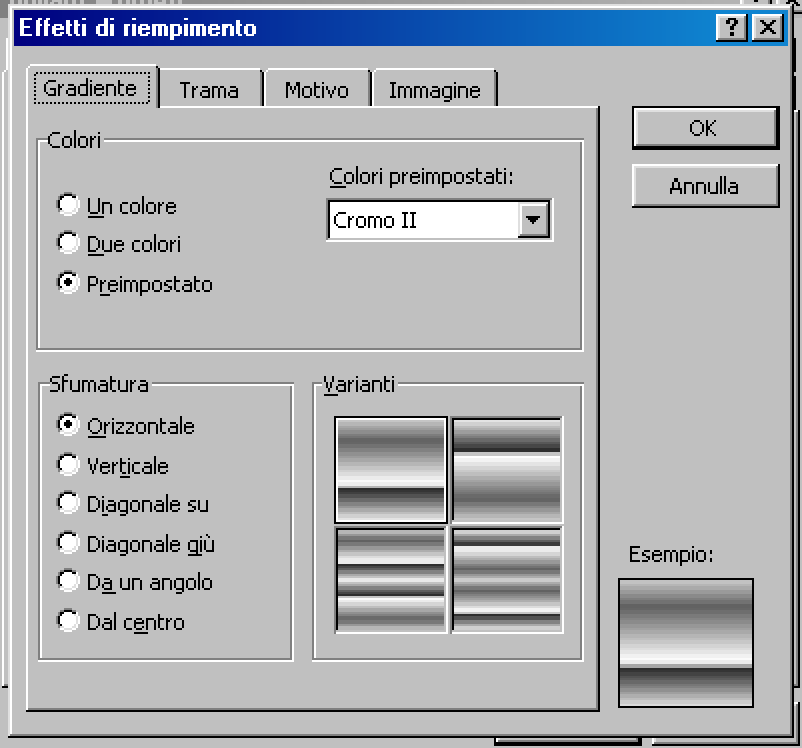 Effetti di riempimento
Gradiente Trama Motivo Immagine
OK
Annulla
Colori
Colori preimpostati:
Un colore
Cromo II
Due colori
Preimpostato
Sfumatura
Varianti
Orizzontale
Verticale
Diagonale su
Diagonale giù
Da un angolo
Dal centro
Esempio: